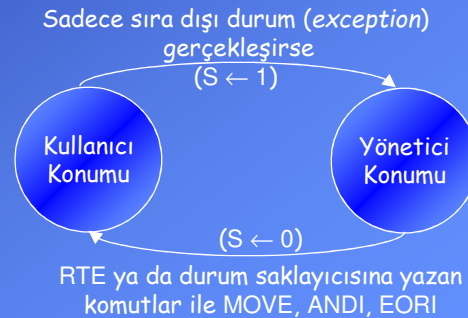 Sadece sıra dışı durum (exception)
gerçekleşirse
(S ← 1)
Kullanıcı
Konumu
Yönetici
Konumu
(S ← 0)
RTE ya da durum saklayıcısına yazan
komutlar ile MOVE, ANDI, EORI